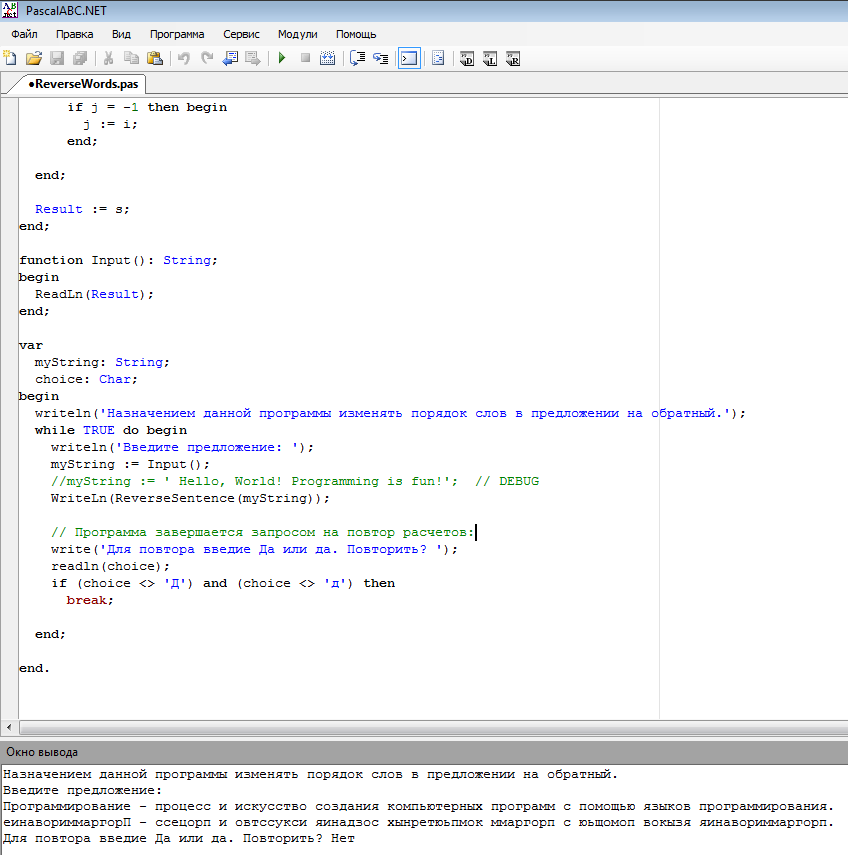 PascalABC.NET
Файл Правка Вид Программа Сервис Модули Помощь
•ReverseWords.pas
if j = -1 then begin
j := i;
end;
end;
Result := s;
end;
function Input(): String;
begin
ReadLn(Result);
end;
var
myString: String;
choice: Char;
begin
writeln('Назначением данной программы изменять порядок слов в предложении на обратный.');
while TRUE do begin
writeln('Введите предложение: ');
myString := Input();
//myString := ' Hello, World! Programming is fun!';  // DEBUG
WriteLn(ReverseSentence(myString));
// Программа завершается запросом на повтор расчетов:
write('Для повтора введие Да или да. Повторить? ');
readln(choice);
if (choice <> 'Д') and (choice <> 'д') then
break;
end;
end.
Окно вывода
Назначением данной программы изменять порядок слов в предложении на обратный.
Введите предложение:
Программирование - процесс и искусство создания компьютерных программ с помощью языков программирования.
еинавориммаргорП - ссецорп и овтссукси яинадзос хынретюьпмок ммаргорп с юьщомоп вокызя яинавориммаргорп.
Для повтора введие Да или да. Повторить? Нет